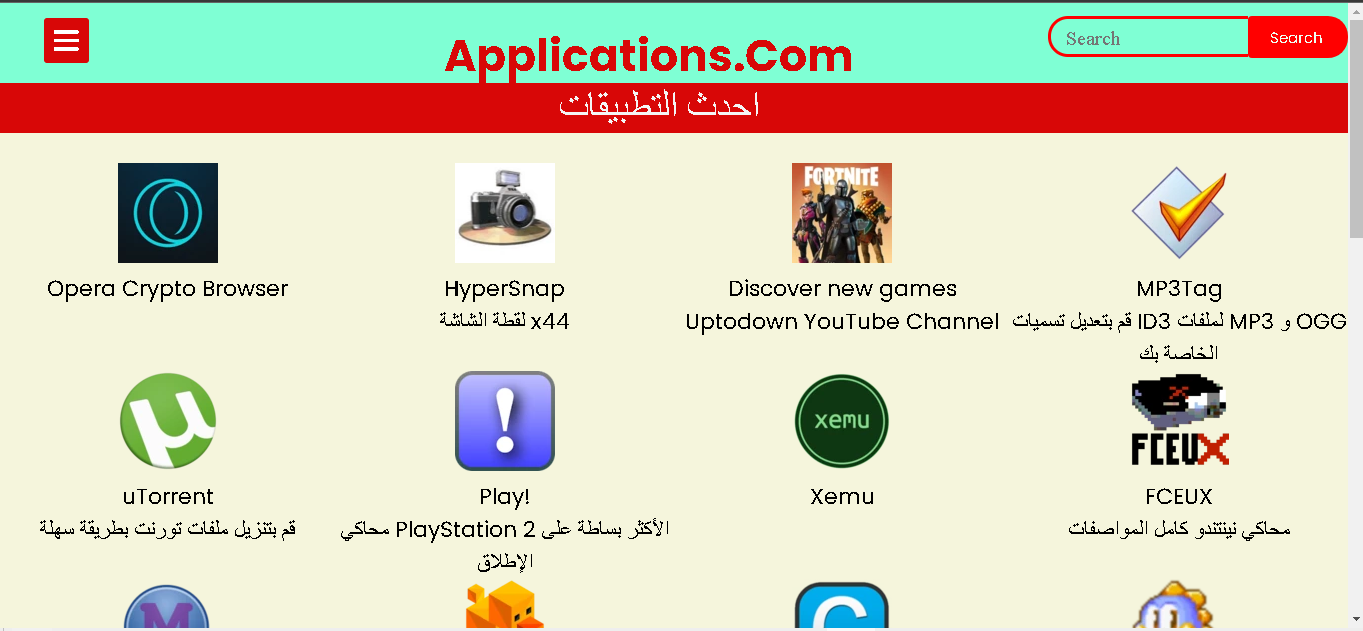 Applications.Com
Search
Search
احدث التطبيقات
FORTNITE
Opera Crypto Browser
HyperSnap
Discover new games
MP3Tag
x44 لقطة الشاشة
Uptodown YouTube Channel
قم بتعديل تسميات ID3 لملفات MP3 و OGG
الخاصة بك
µ
!
xemu
FCEUX
uTorrent
Play!
Xemu
FCEUX
قم بتنزيل ملفات تورنت بطريقة سهلة
محاكي PlayStation 2 الأكثر بساطة على
الإطلاق
محاكي نينتندو كامل المواصفات
M
C